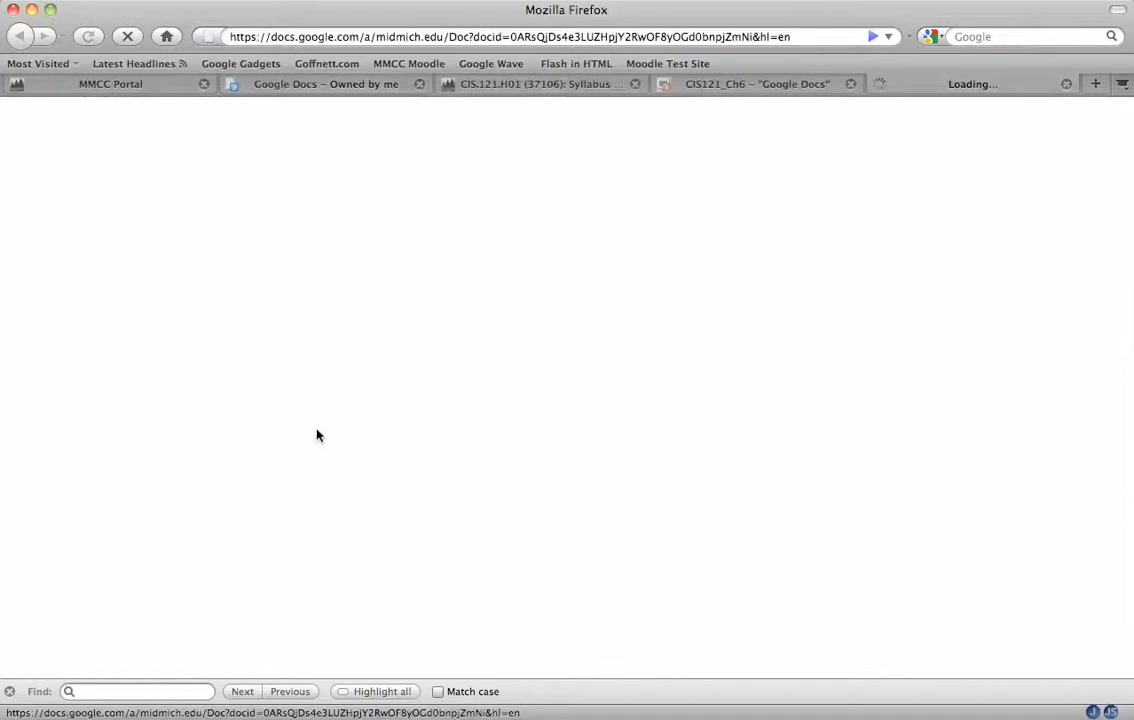 Mozilla Firefox
https://docs.google.com/a/midmich.edu/Doc?docid=0ARsQjDs4e3LUZHpjY2RwOF8yOGd0bnpjZmNi&hl=en
Google
Most Visited
Latest Headlines
Google Gadgets
Goffnett.com
MMCC Moodle
Google Wave
Flash in HTML
Moodle Test Site
MMCC Portal
Google Docs - Owned by me
CIS.121.H01 (37106): Syllabus ...
CIS121_Ch6 - "Google Docs"
Loading...
Find:
Next
Previous
Highlight all
Match case
https://docs.google.com/a/midmich.edu/Doc?docid=0ARsQjDs4e3LUZHpjY2RwOF8yOGd0bnpjZmNi&hl=en